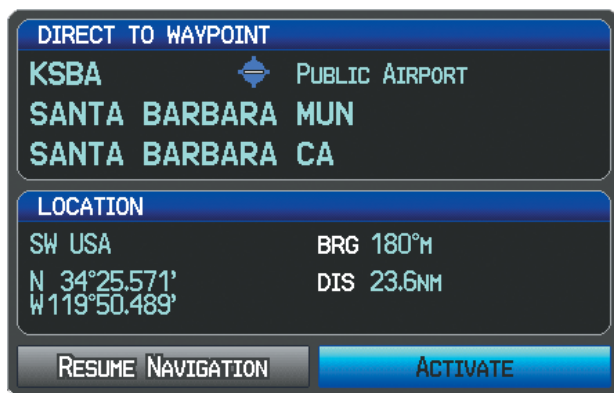 DIRECT TO WAYPOINT
KSBA PUBLIC AIRPORT
SANTA BARBARA MUN
SANTA BARBARA CA
LOCATION
SW USA BRG 180°M
N 34°25.571' DIS 23.6NM
W119°50.489'
RESUME NAVIGATION ACTIVATE